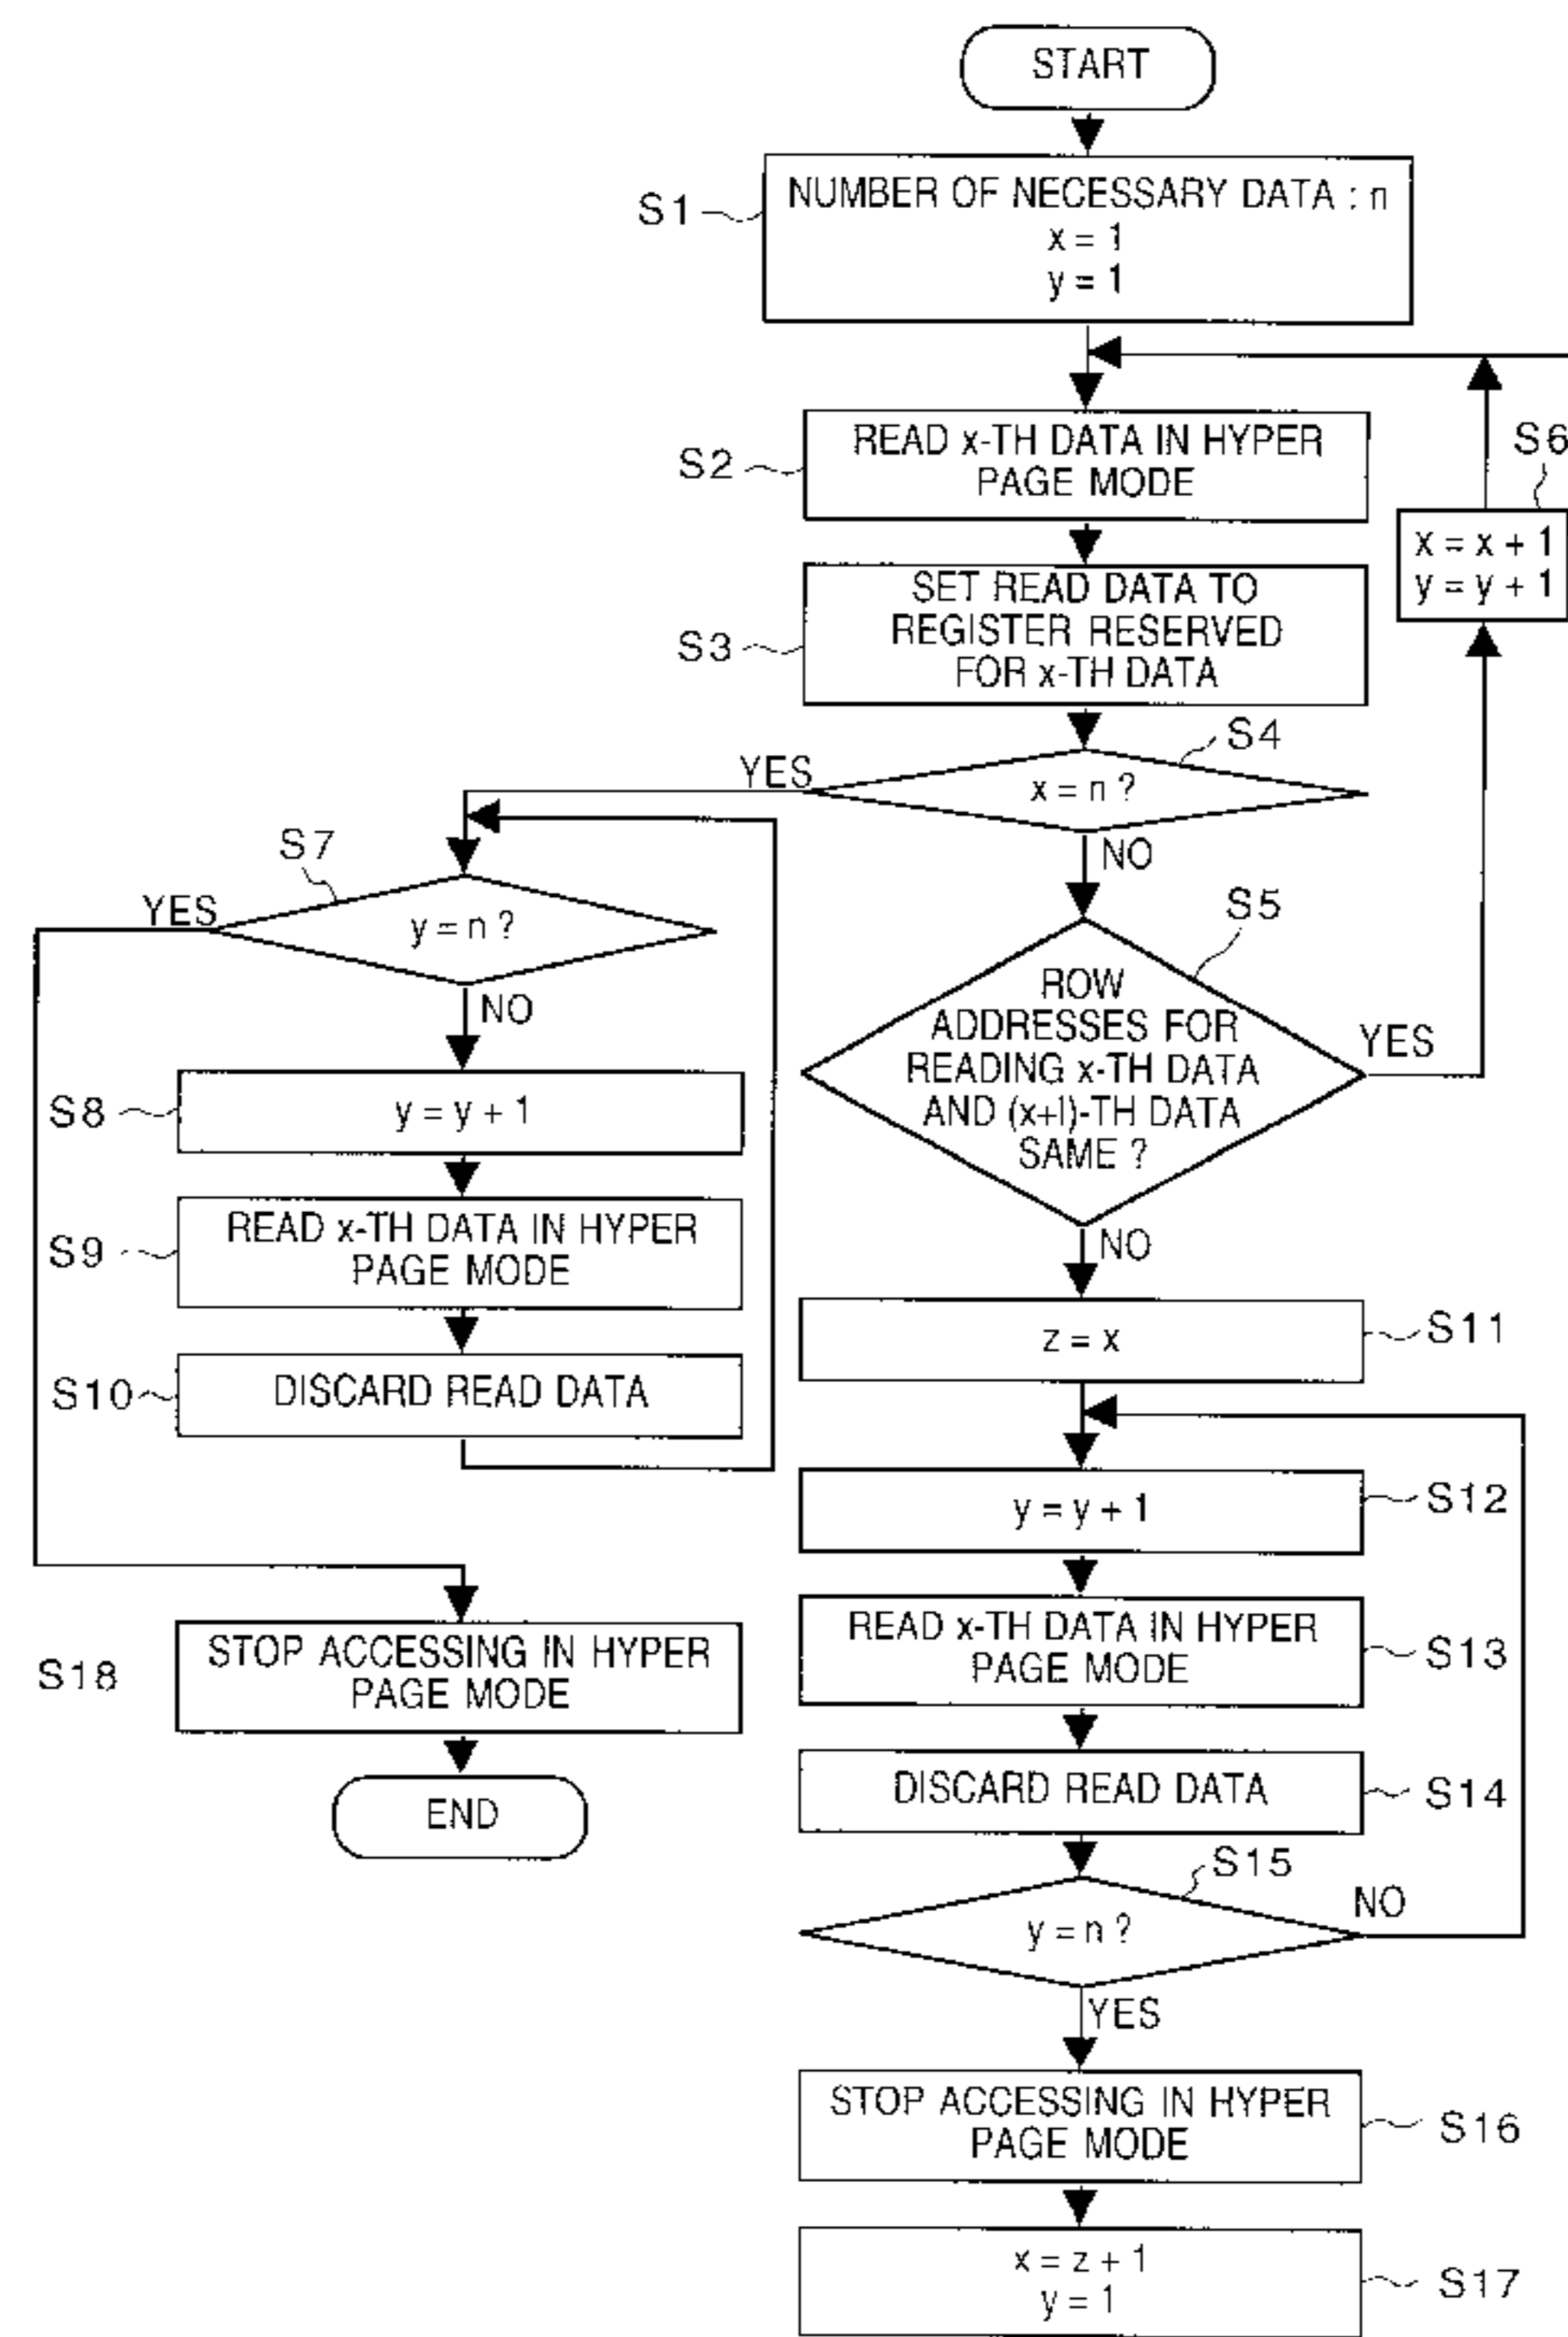 START
S1
NUMBER OF NECESSARY DATA : n
x = 1
y = 1
S2
READ x-TH DATA IN HYPER
PAGE MODE
S6
x = x + 1
y = y + 1
S3
SET READ DATA TO
REGISTER RESERVED
FOR x-TH DATA
S4
YES
x = n ?
NO
S7
YES
y = n ?
NO
S5
ROW
ADDRESSES FOR
READING x-TH DATA
AND (x+1)-TH DATA
SAME ?
YES
NO
S8
y = y + 1
S9
READ x-TH DATA IN HYPER
PAGE MODE
S10
DISCARD READ DATA
z = x
S11
y = y + 1
S12
READ x-TH DATA IN HYPER
PAGE MODE
S13
S18
STOP ACCESSING IN HYPER
PAGE MODE
END
DISCARD READ DATA
S14
S15
y = n ?
NO
YES
STOP ACCESSING IN HYPER
PAGE MODE
S16
x = z + 1
y = 1
S17